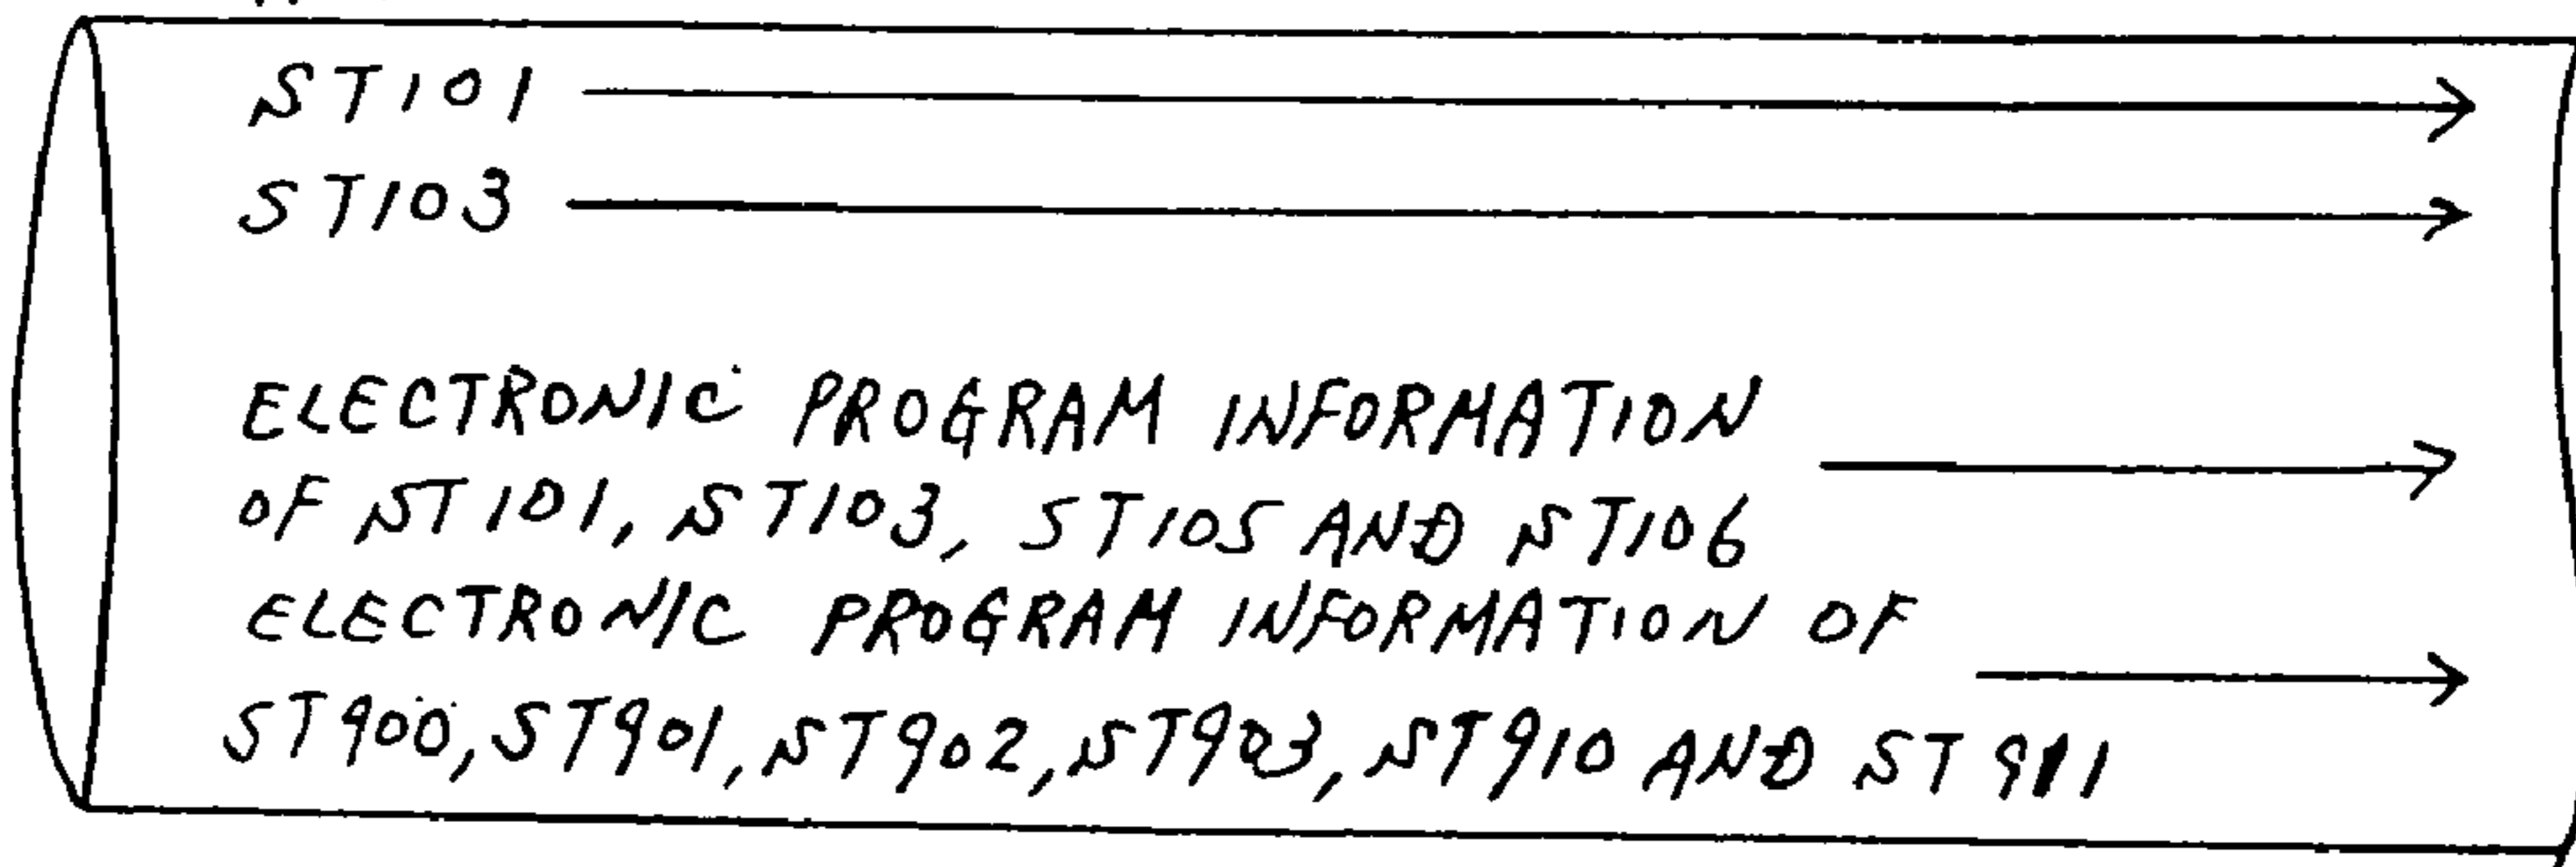 ST101
ST103
ELECTRONIC PROGRAM INFORMATION
OF ST101, ST103, ST105 AND ST106
ELECTRONIC PROGRAM INFORMATION OF
ST900, ST901, ST902, ST903, ST910 AND ST911